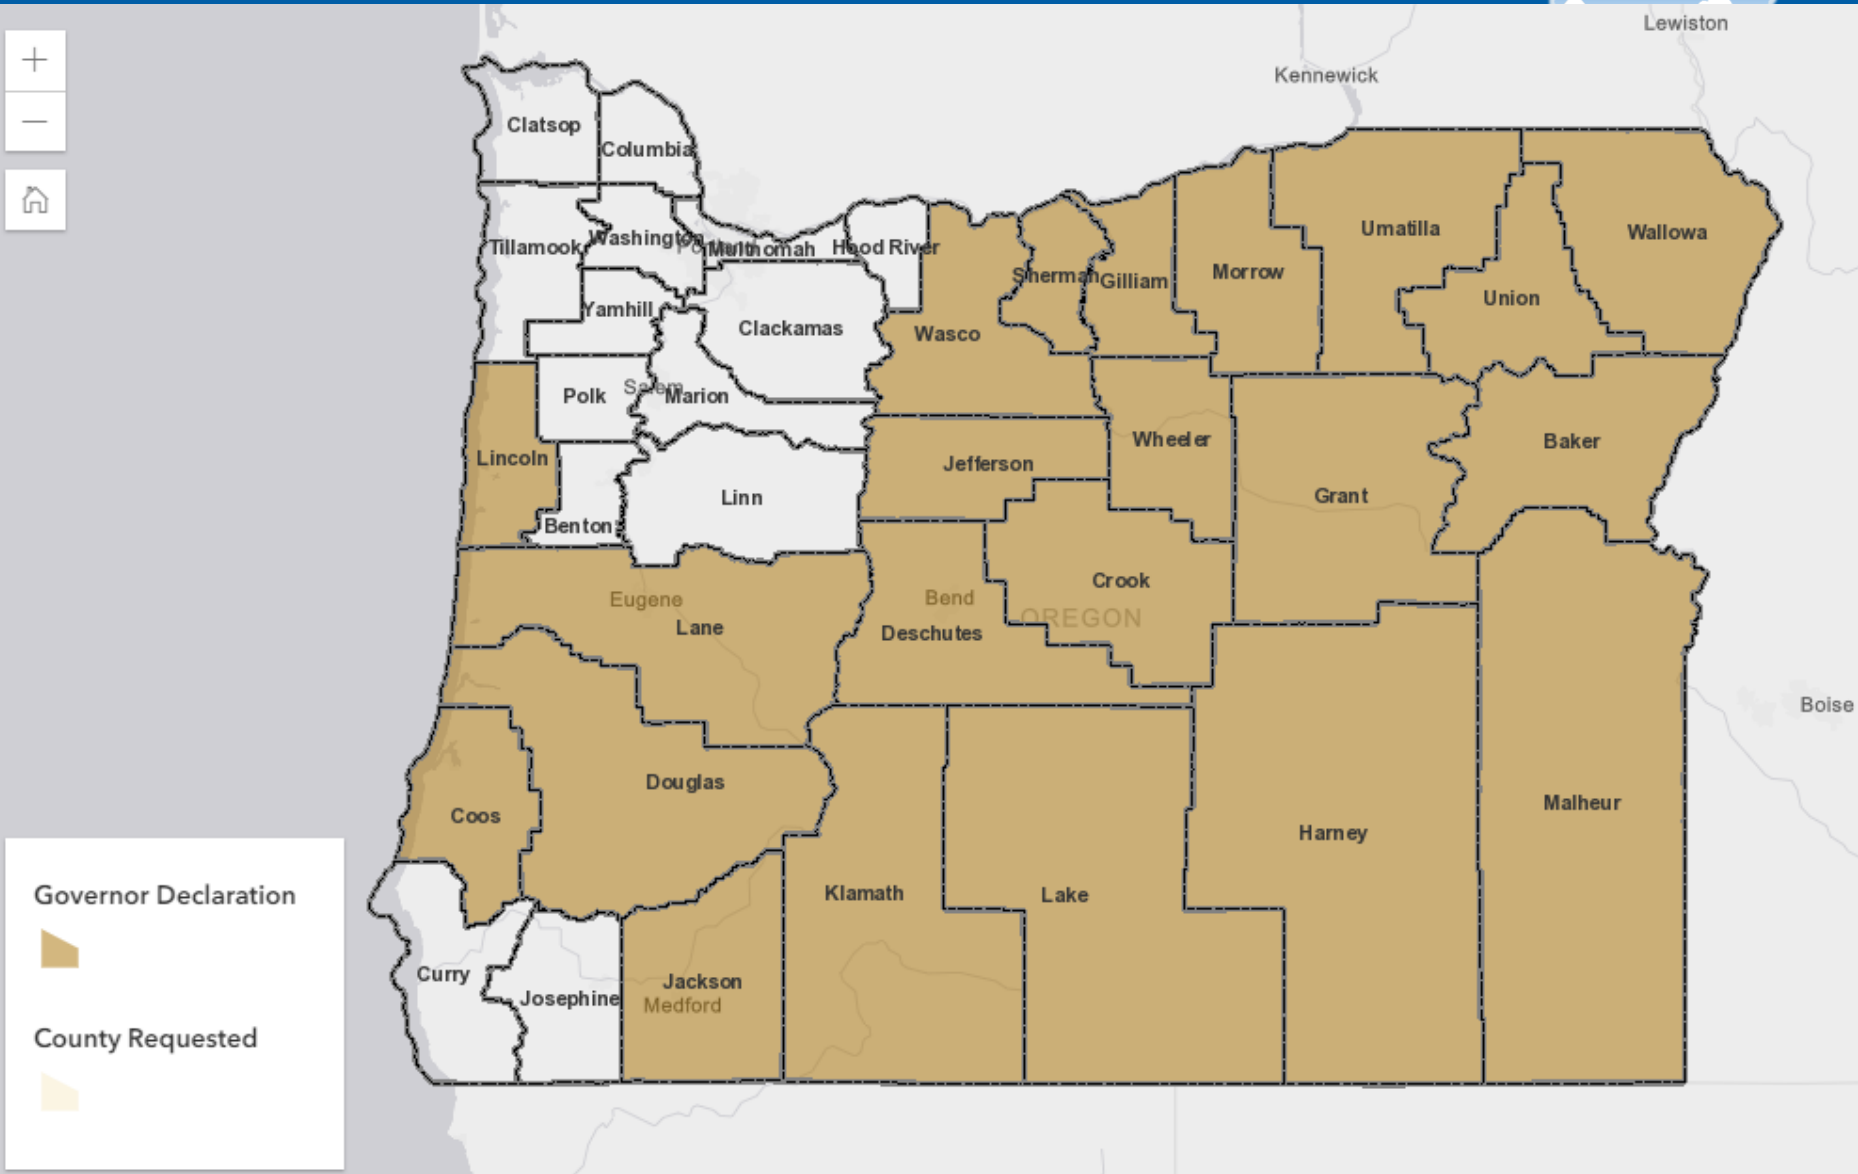 Lewiston
Kennewick
Clatsop
Columbia
Umatilla
Wallowa
Tillamook
Washington
Portland
Multnomah
Hood River
Sherman
Gilliam
Morrow
Union
Yamhill
Clackamas
Wasco
Polk
Salem
Marion
Lincoln
Jefferson
Wheeler
Baker
Linn
Grant
Benton
Eugene
Lane
Bend
Deschutes
Crook
OREGON
Boise
Douglas
Coos
Malheur
Harney
Klamath
Lake
Curry
Josephine
Jackson
Medford
Governor Declaration
County Requested